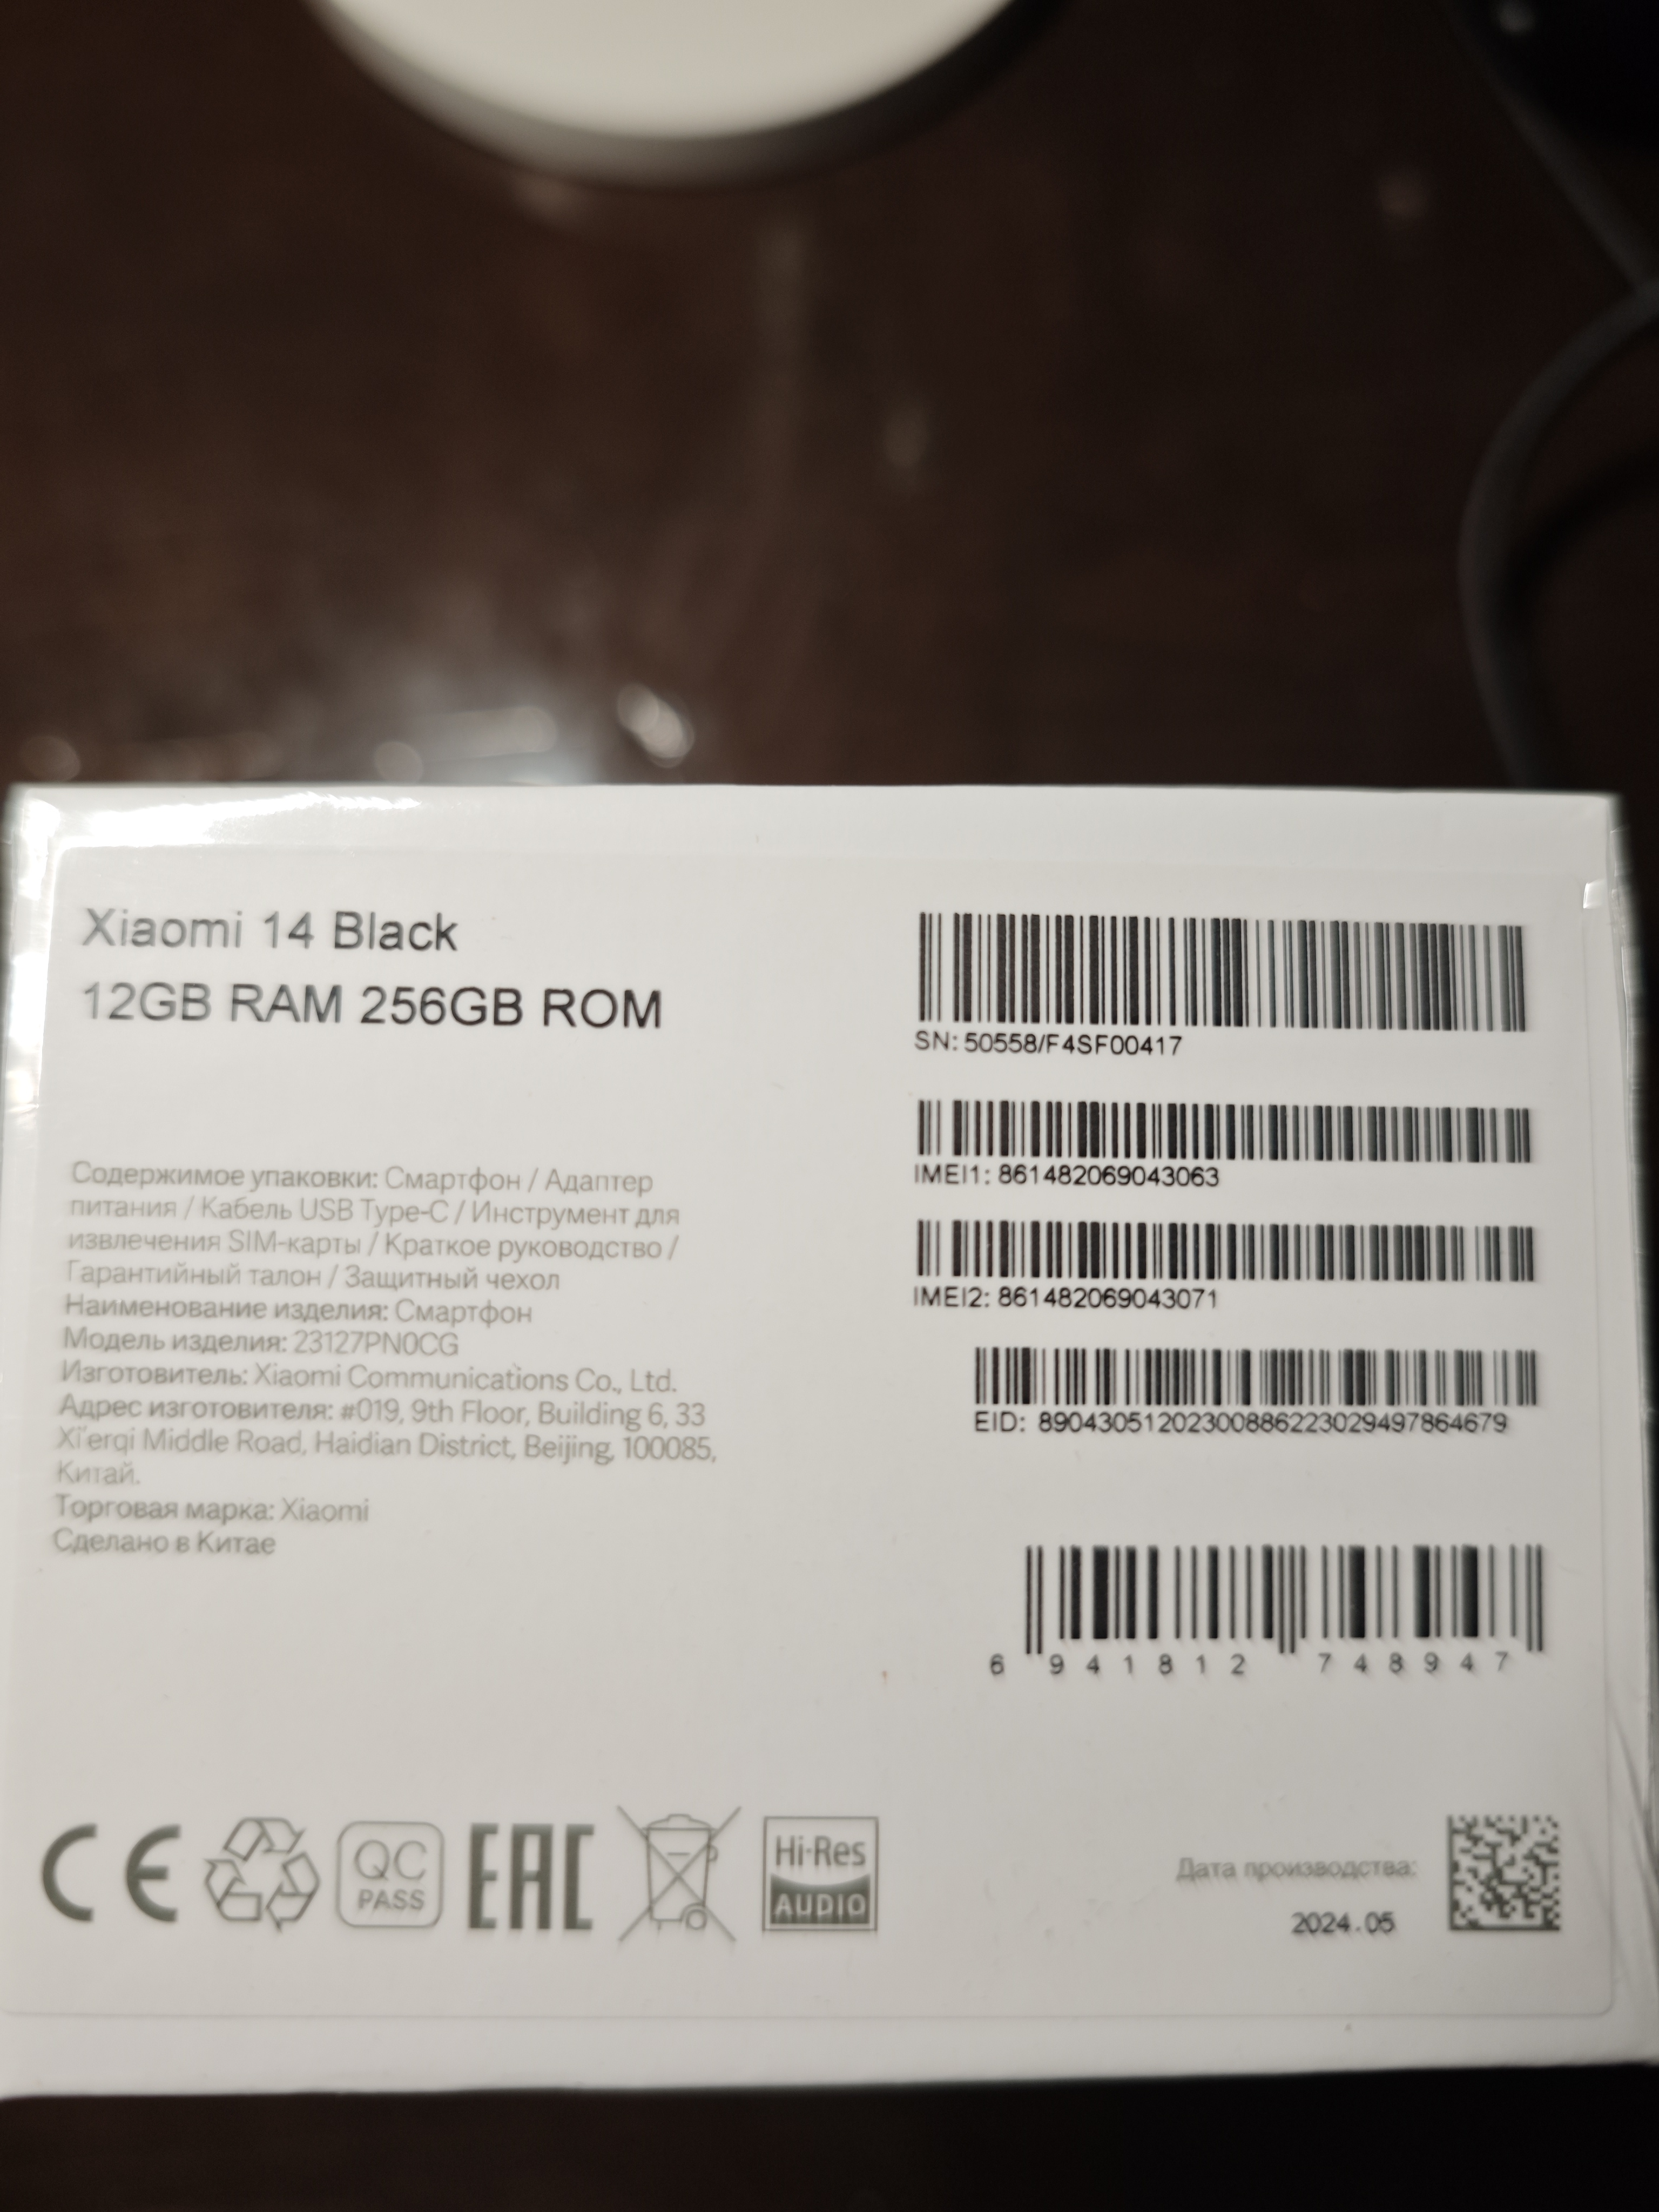 Xiaomi 14 Black
12GB RAM 256GB ROM
Содержимое упаковки: Смартфон / Адаптер
питания / Кабель USB Type-C / Инструмент для
извлечения SIM-карты / Краткое руководство /
Гарантийный талон / Защитный чехол
Наименование изделия: Смартфон
Модель изделия: 23127PN0CG
Изготовитель: Xiaomi Communications Co., Ltd.
Адрес изготовителя: #019, 9th Floor, Building 6, 33
Xi'erqi Middle Road, Haidian District, Beijing, 100085,
Китай.
Торговая марка: Xiaomi
Сделано в Китае
SN: 50558/F4SF00417
IMEI1: 861482069043063
IMEI2: 861482069043071
EID: 89043051202300886223029497864679
6 941812 748947
CE
QC
PASS
EAC
Hi-Res
AUDIO
Дата производства:
2024.05